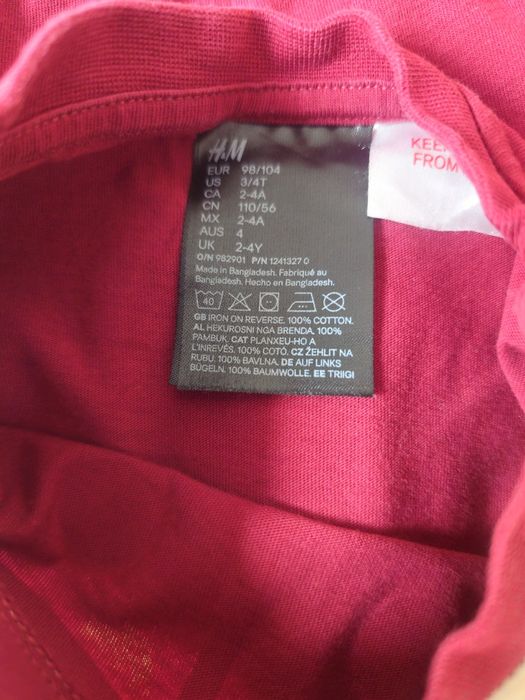 H&M
EUR 98/104
US 3/4T
CA 2-4A
CN 110/56
MX 2-4A
AUS 4
UK 2-4Y
O/N 982901 P/N 1241327 0
Made in Bangladesh. Fabriqué au
Bangladesh. Hecho en Bangladesh.
40
GB IRON ON REVERSE. 100% COTTON.
AL HEKUROSNI NGA BRENDA. 100%
PAMBUK. CAT PLANXEU-HO A
L'INREVÉS. 100% COTÓ. CZ ŽEHLIT NA
RUBU. 100% BAVLNA. DE AUF LINKS
BÜGELN. 100% BAUMWOLLE. EE TRIIGI
KEEP
FROM